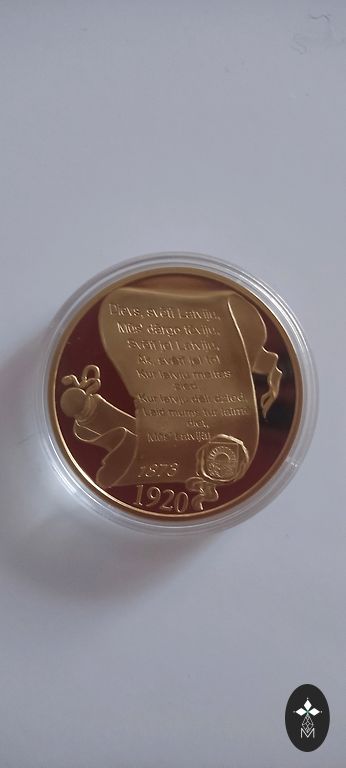 Dievs, svētī Latviju,
Mūs' dārgo tēviju,
Svētī jel Latviju,
Ak, svētī jel to!
Kur latvju meitas
zied,
Kur latvju dēli dzied,
Laid mums tur laimē
diet,
Mūs' Latvijā!
1873
1920
M